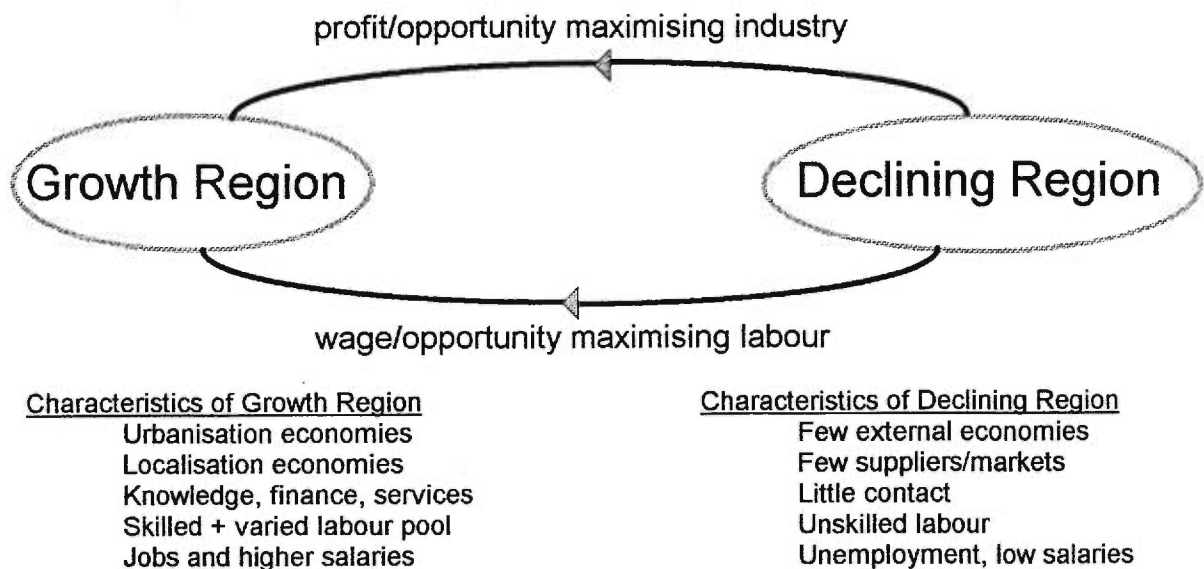 profit/opportunity maximising industry
Growth Region
Declining Region
wage/opportunity maximising labour
Characteristics of Growth Region
Urbanisation economies
Localisation economies
Knowledge, finance, services
Skilled + varied labour pool
Jobs and higher salaries
Characteristics of Declining Region
Few external economies
Few suppliers/markets
Little contact
Unskilled labour
Unemployment, low salaries